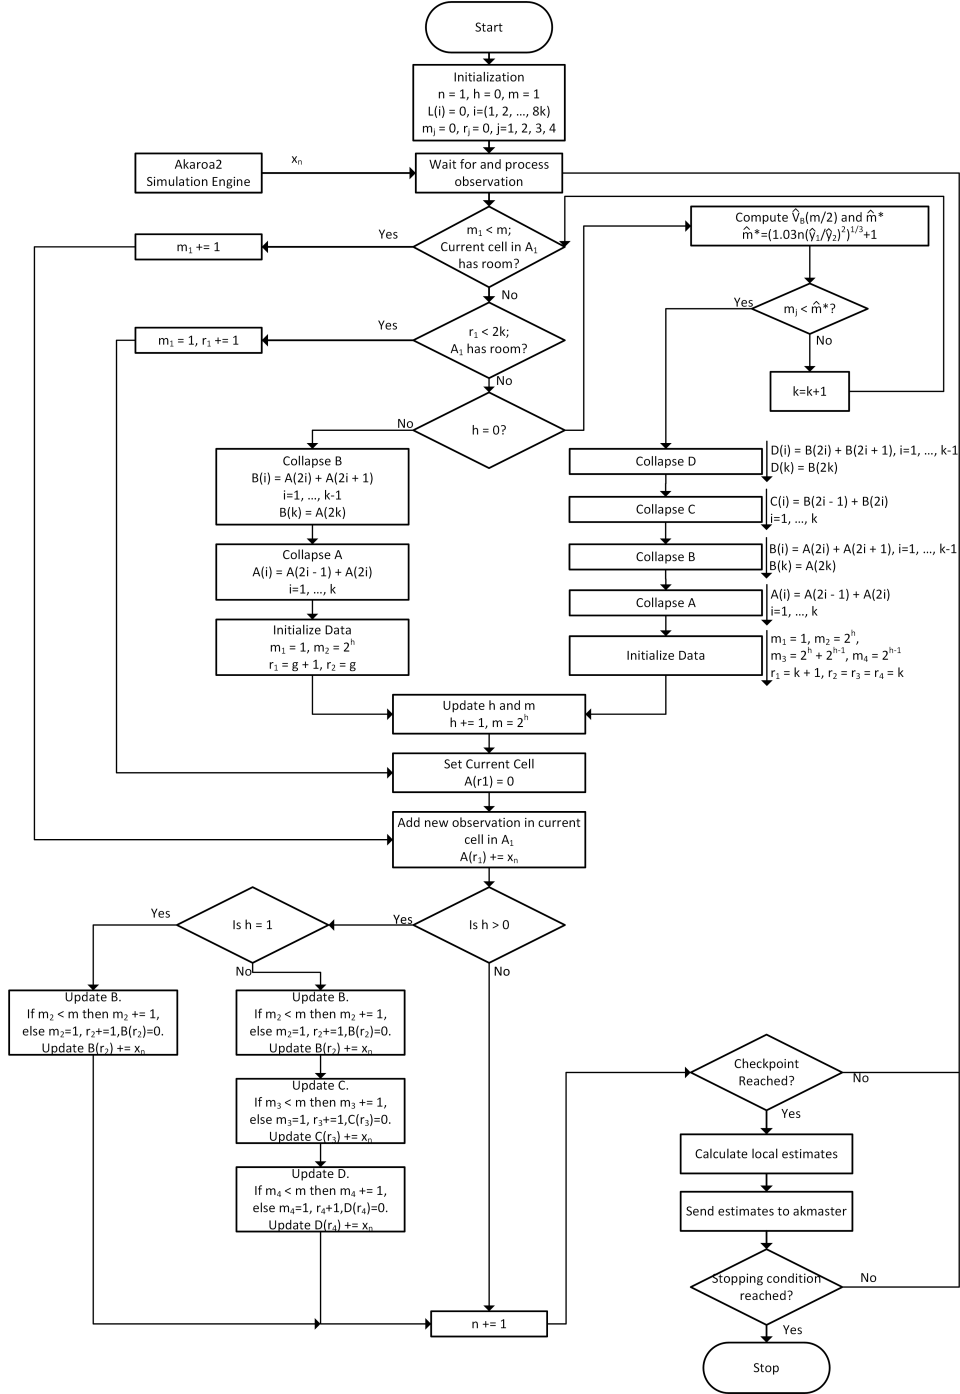 Start
Initialization
n = 1, h = 0, m = 1
L(i) = 0, i=(1, 2, ..., 8k)
mⱼ = 0, rⱼ = 0, j=1, 2, 3, 4
Akaroa2
Simulation Engine
xₙ
Wait for and process
observation
m₁ < m;
Current cell in A₁
has room?
Yes
m₁ += 1
No
r₁ < 2k;
A₁ has room?
Yes
m₁ = 1, r₁ += 1
No
h = 0?
No
Compute V̂_B(m/2) and m̂*
m̂*=(1.03n(ŷ₁/ŷ₂)²)^1/3+1
mⱼ < m̂*?
Yes
No
k=k+1
Collapse B
B(i) = A(2i) + A(2i + 1)
i=1, ..., k-1
B(k) = A(2k)
Collapse A
A(i) = A(2i - 1) + A(2i)
i=1, ..., k
Initialize Data
m₁ = 1, m₂ = 2ʰ
r₁ = g + 1, r₂ = g
Collapse D
D(i) = B(2i) + B(2i + 1), i=1, ..., k-1
D(k) = B(2k)
Collapse C
C(i) = B(2i - 1) + B(2i)
i=1, ..., k
Collapse B
B(i) = A(2i) + A(2i + 1), i=1, ..., k-1
B(k) = A(2k)
Collapse A
A(i) = A(2i - 1) + A(2i)
i=1, ..., k
Initialize Data
m₁ = 1, m₂ = 2ʰ,
m₃ = 2ʰ + 2ʰ⁻¹, m₄ = 2ʰ⁻¹
r₁ = k + 1, r₂ = r₃ = r₄ = k
Update h and m
h += 1, m = 2ʰ
Set Current Cell
A(r1) = 0
Add new observation in current
cell in A₁
A(r₁) += xₙ
Is h > 0
Yes
No
Is h = 1
Yes
No
Update B.
If m₂ < m then m₂ += 1,
else m₂=1, r₂+=1,B(r₂)=0.
Update B(r₂) += xₙ
Update B.
If m₂ < m then m₂ += 1,
else m₂=1, r₂+=1,B(r₂)=0.
Update B(r₂) += xₙ
Update C.
If m₃ < m then m₃ += 1,
else m₃=1, r₃+=1,C(r₃)=0.
Update C(r₃) += xₙ
Update D.
If m₄ < m then m₄ += 1,
else m₄=1, r₄+1,D(r₄)=0.
Update D(r₄) += xₙ
n += 1
Checkpoint
Reached?
No
Yes
Calculate local estimates
Send estimates to akmaster
Stopping condition
reached?
No
Yes
Stop